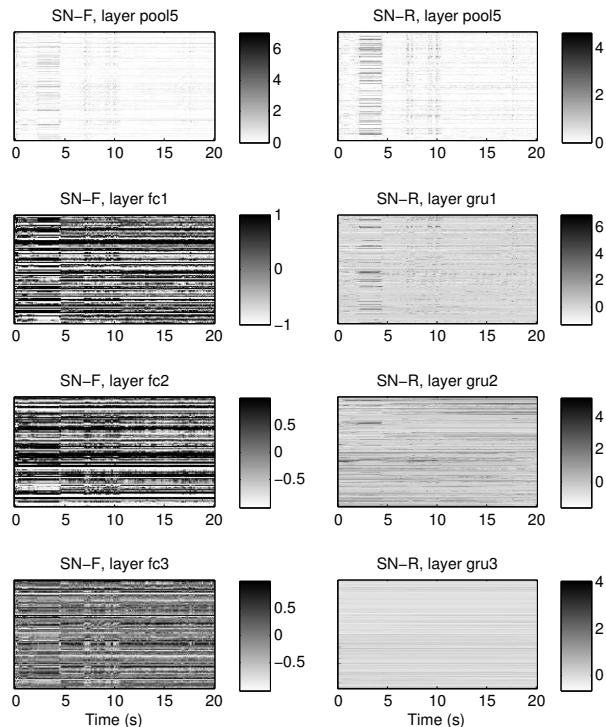 SN-F, layer pool5
6
4
2
0
0 5 10 15 20
SN-R, layer pool5
4
2
0
0 5 10 15 20
SN-F, layer fc1
1
0
−1
0 5 10 15 20
SN-R, layer gru1
6
4
2
0
0 5 10 15 20
SN-F, layer fc2
0.5
0
−0.5
0 5 10 15 20
SN-R, layer gru2
4
2
0
0 5 10 15 20
SN-F, layer fc3
0.5
0
−0.5
0 5 10 15 20
Time (s)
SN-R, layer gru3
4
2
0
0 5 10 15 20
Time (s)